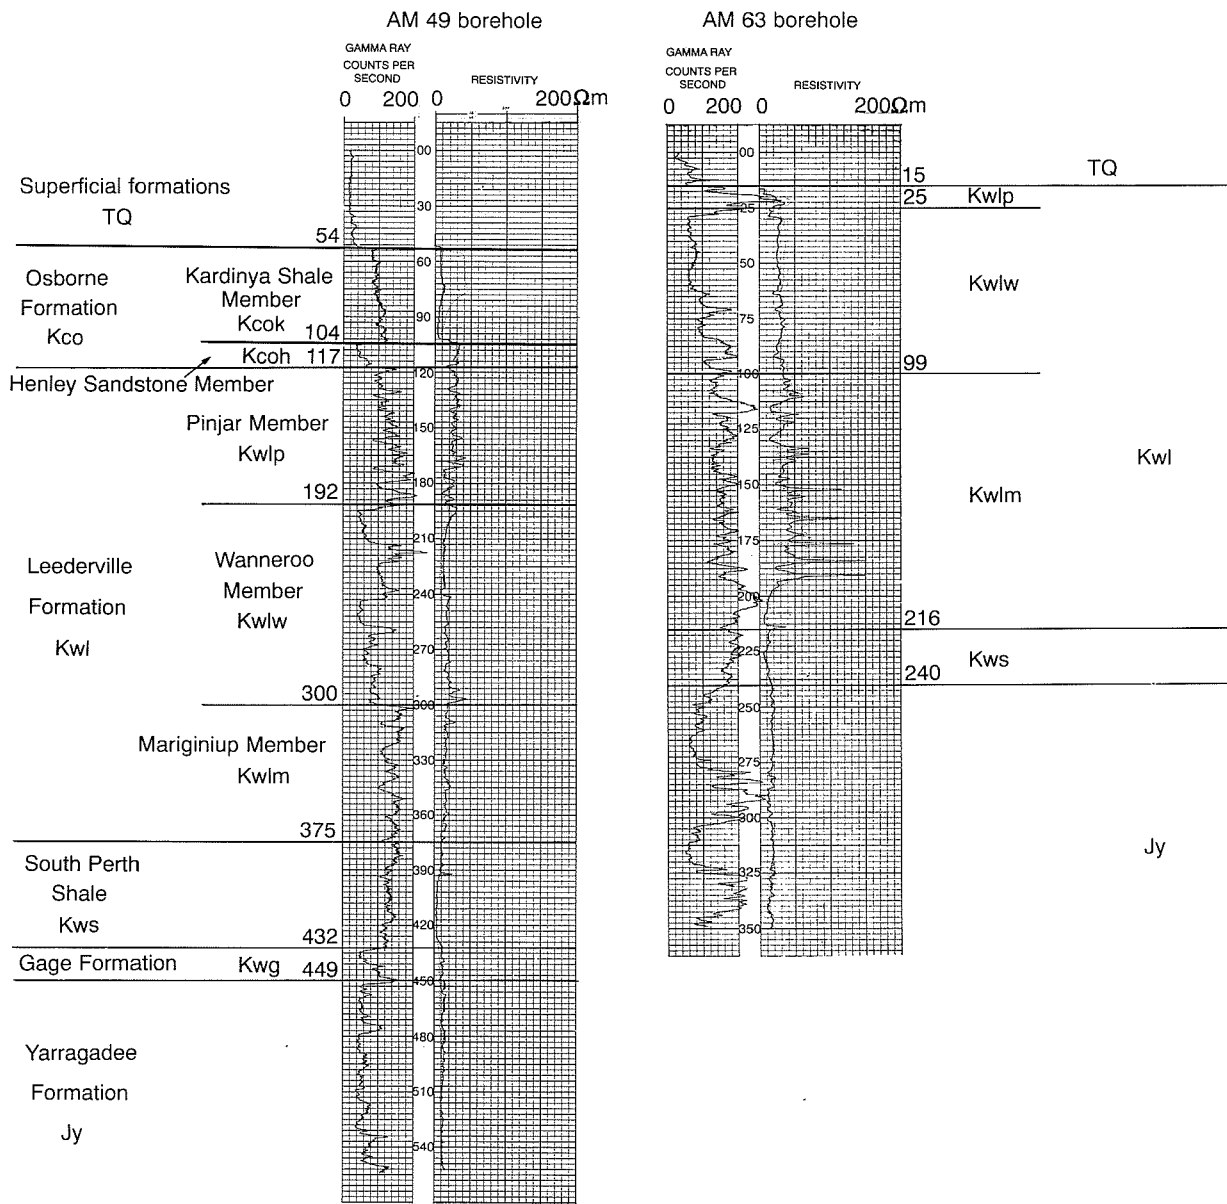 AM 49 borehole
GAMMA RAY
COUNTS PER
SECOND
RESISTIVITY
0 200 0 200Ωm
00
30
60
90
120
150
180
210
240
270
300
330
360
390
420
450
480
510
540
Superficial formations
TQ
54
Osborne
Formation
Kco
Kardinya Shale
Member
Kcok
104
Kcoh 117
Henley Sandstone Member
Pinjar Member
Kwlp
192
Leederville
Formation
Kwl
Wanneroo
Member
Kwlw
300
Mariginiup Member
Kwlm
375
South Perth
Shale
Kws
432
Gage Formation Kwg 449
Yarragadee
Formation
Jy
AM 63 borehole
GAMMA RAY
COUNTS PER
SECOND
RESISTIVITY
0 200 0 200Ωm
00
25
50
75
100
125
150
175
200
225
250
275
300
325
350
15 TQ
25 Kwlp
Kwlw
99
Kwl
Kwlm
216
Kws
240
Jy